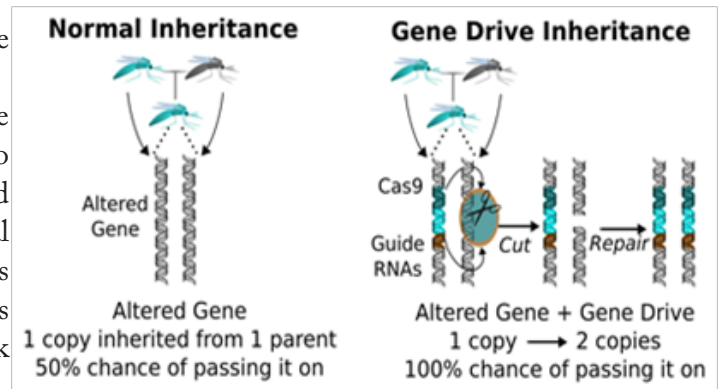 Normal Inheritance
Altered
Gene
Altered Gene
1 copy inherited from 1 parent
50% chance of passing it on
Gene Drive Inheritance
Cas9
Guide
RNAs
Cut
Repair
Altered Gene + Gene Drive
1 copy → 2 copies
100% chance of passing it on